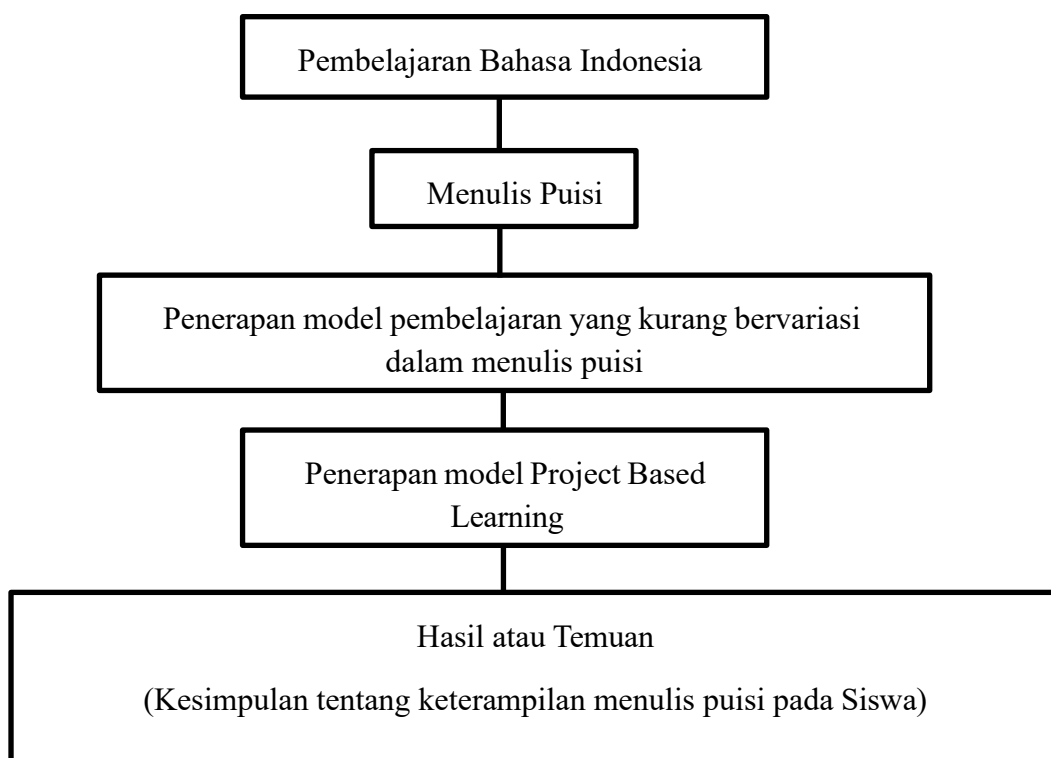 Pembelajaran Bahasa Indonesia
Menulis Puisi
Penerapan model pembelajaran yang kurang bervariasi
dalam menulis puisi
Penerapan model Project Based
Learning
Hasil atau Temuan
(Kesimpulan tentang keterampilan menulis puisi pada Siswa)